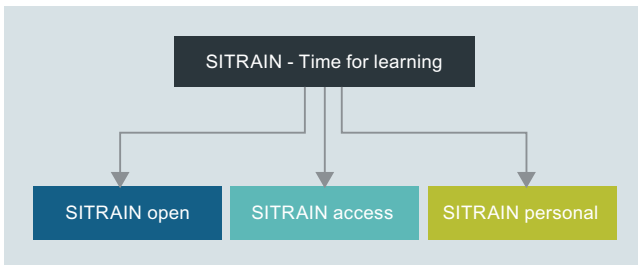 SITRAIN - Time for learning
SITRAIN open
SITRAIN access
SITRAIN personal